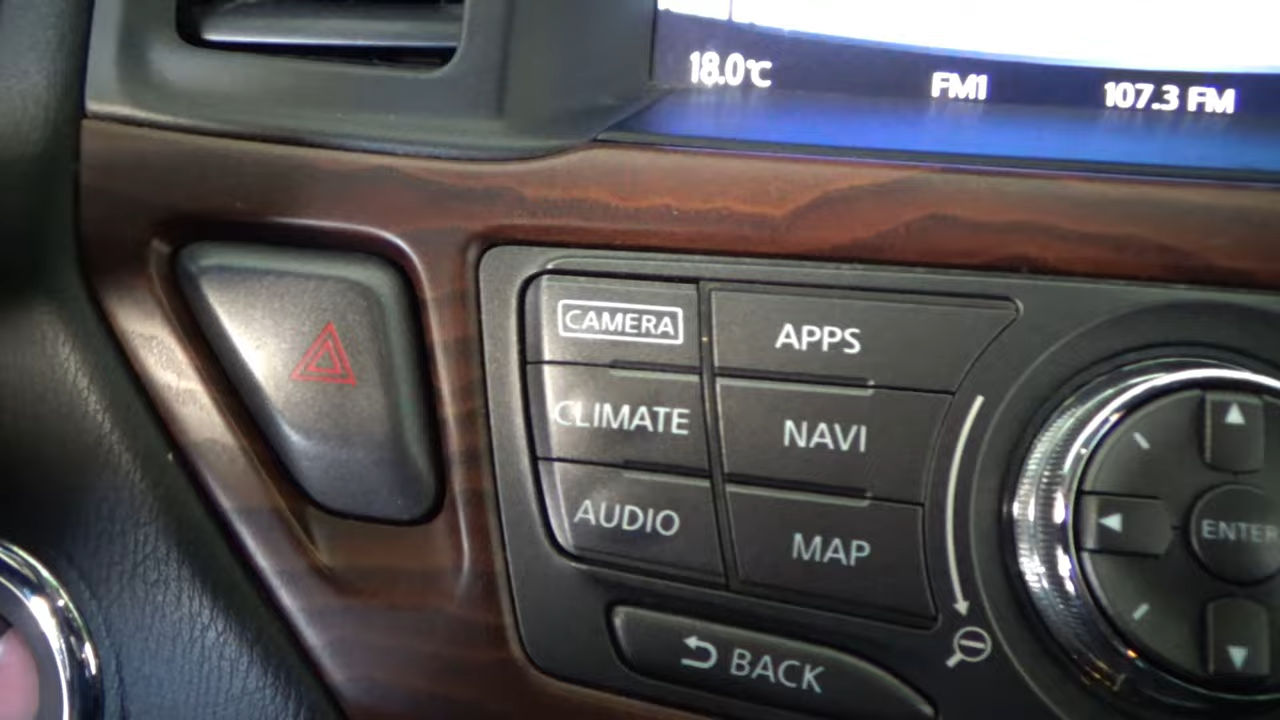 18.0℃ FM1 107.3 FM
CAMERA APPS
CLIMATE NAVI
AUDIO MAP
ENTER
BACK